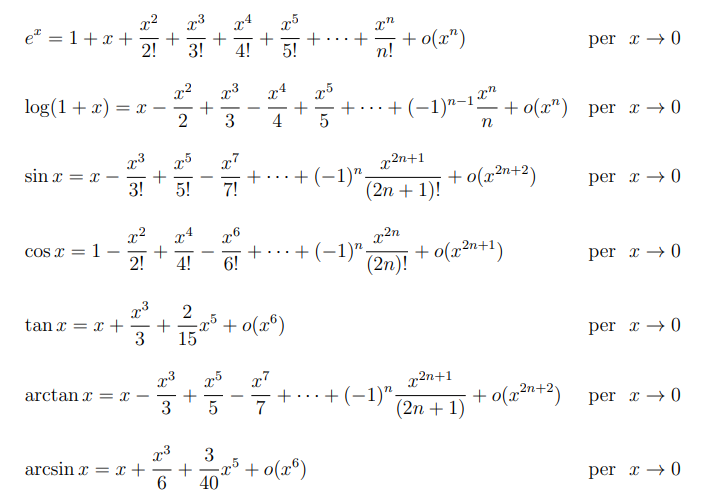 e^x = 1 + x + x^2/2! + x^3/3! + x^4/4! + x^5/5! + ⋯ + x^n/n! + o(x^n) per x → 0
log(1 + x) = x − x^2/2 + x^3/3 − x^4/4 + x^5/5 + ⋯ + (−1)^{n−1} x^n/n + o(x^n) per x → 0
sin x = x − x^3/3! + x^5/5! − x^7/7! + ⋯ + (−1)^n x^{2n+1}/(2n + 1)! + o(x^{2n+2}) per x → 0
cos x = 1 − x^2/2! + x^4/4! − x^6/6! + ⋯ + (−1)^n x^{2n}/(2n)! + o(x^{2n+1}) per x → 0
tan x = x + x^3/3 + 2/15 x^5 + o(x^6) per x → 0
arctan x = x − x^3/3 + x^5/5 − x^7/7 + ⋯ + (−1)^n x^{2n+1}/(2n + 1) + o(x^{2n+2}) per x → 0
arcsin x = x + x^3/6 + 3/40 x^5 + o(x^6) per x → 0